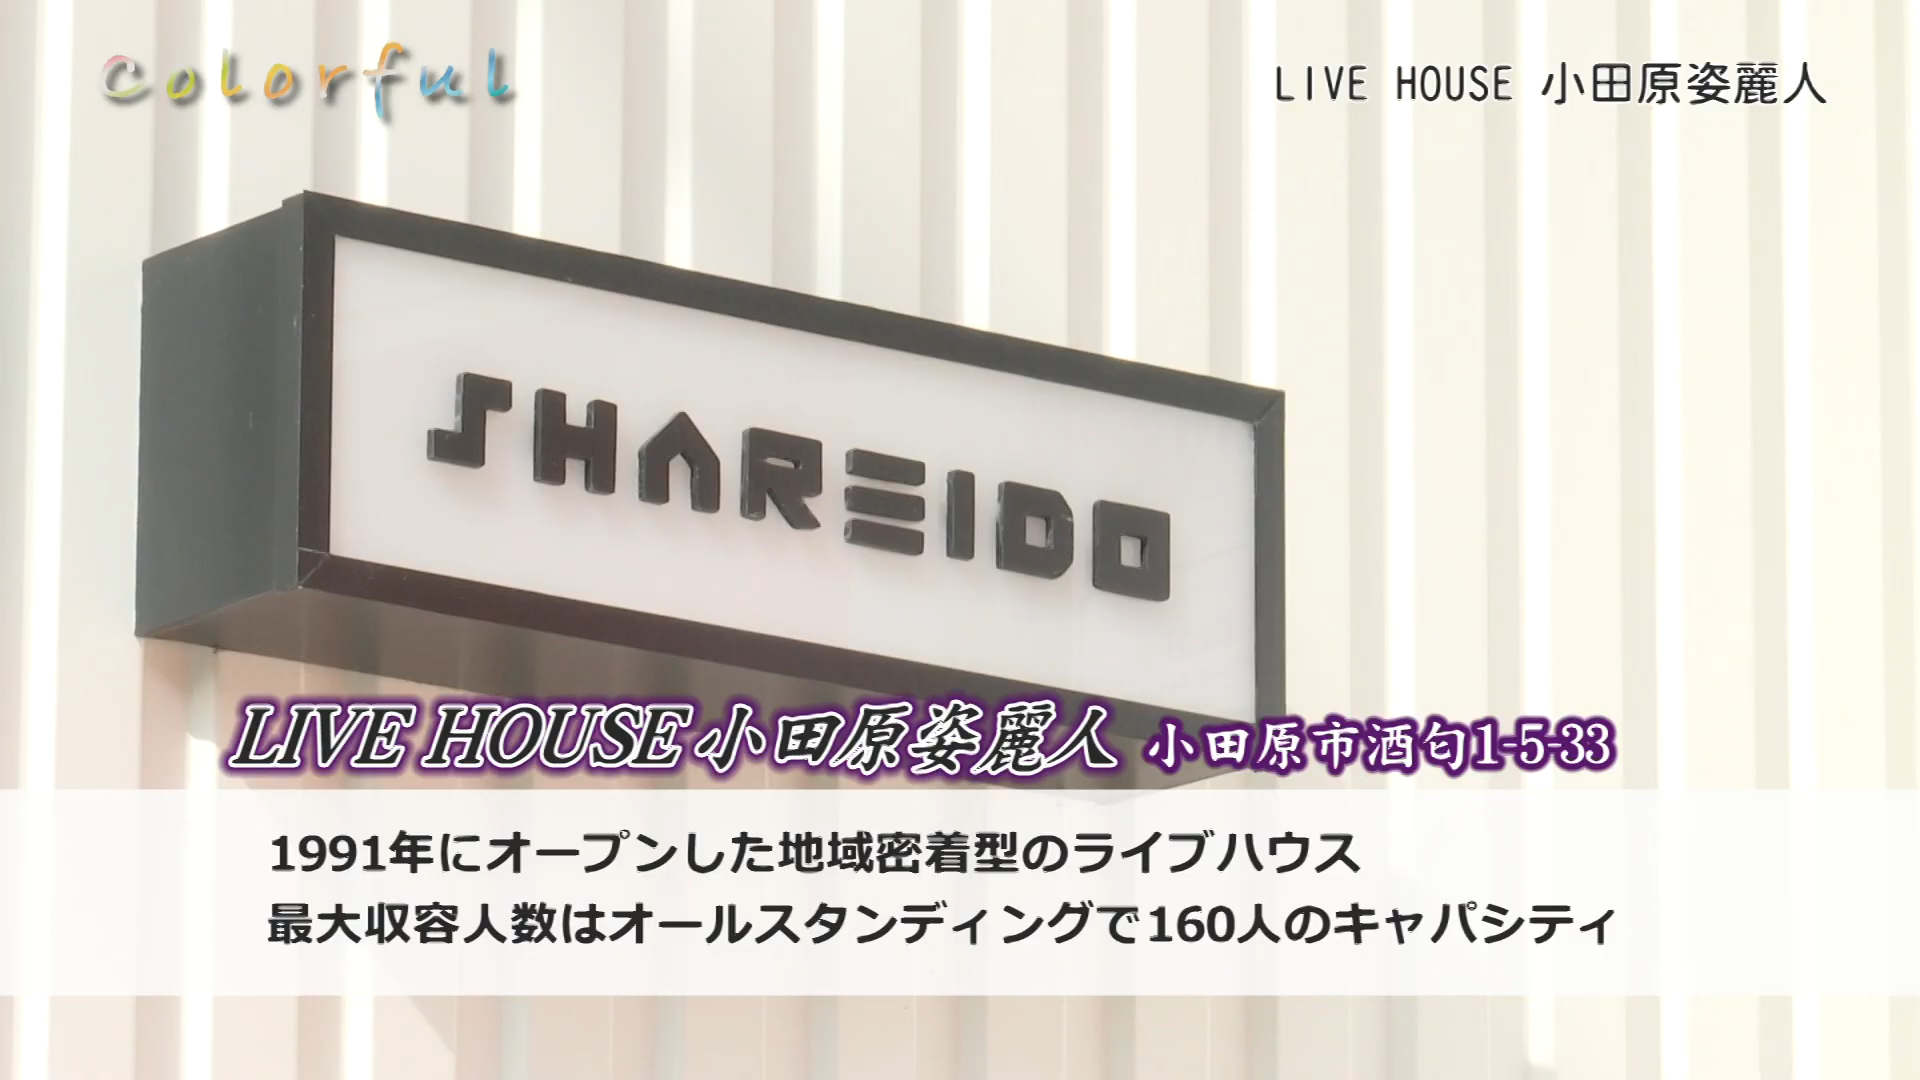 Colorful
LIVE HOUSE 小田原姿麗人
SHAREIDO
LIVE HOUSE 小田原姿麗人 小田原市酒匂1-5-33
1991年にオープンした地域密着型のライブハウス
最大収容人数はオールスタンディングで160人のキャパシティ